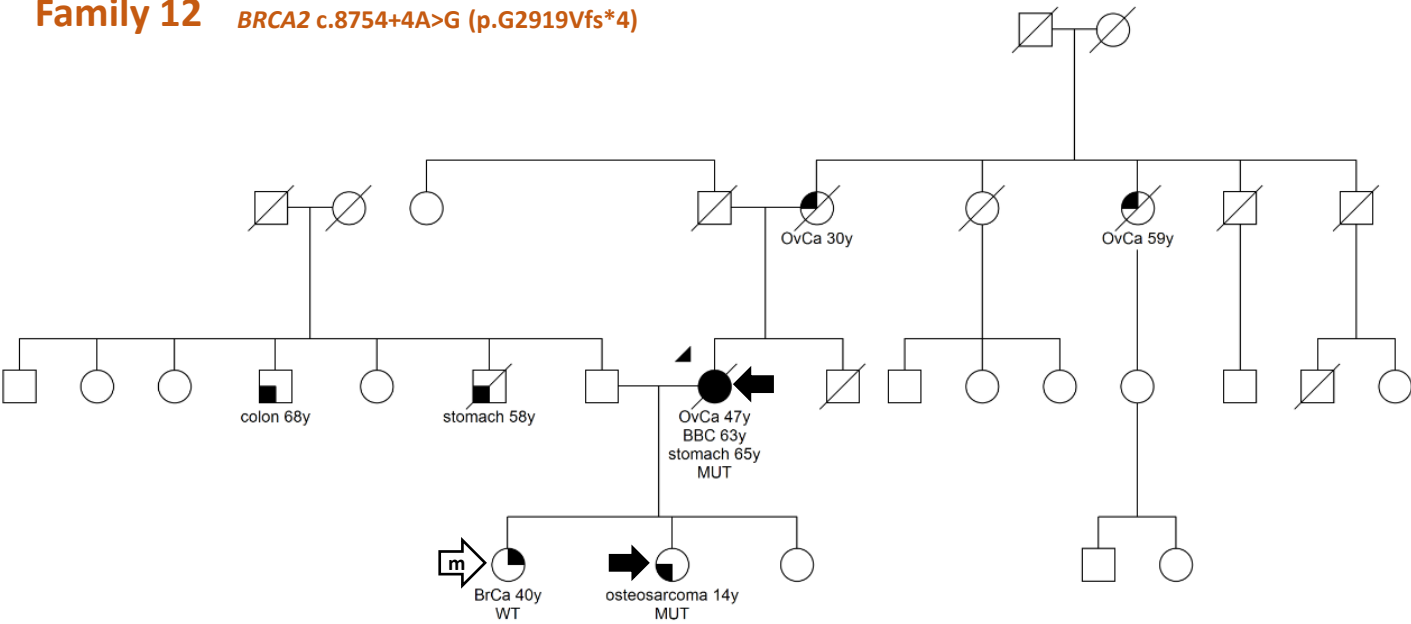 Family 12 BRCA2 c.8754+4A>G (p.G2919Vfs*4)
OvCa 30y
OvCa 59y
colon 68y
stomach 58y
OvCa 47y
BBC 63y
stomach 65y
MUT
m
BrCa 40y
WT
osteosarcoma 14y
MUT